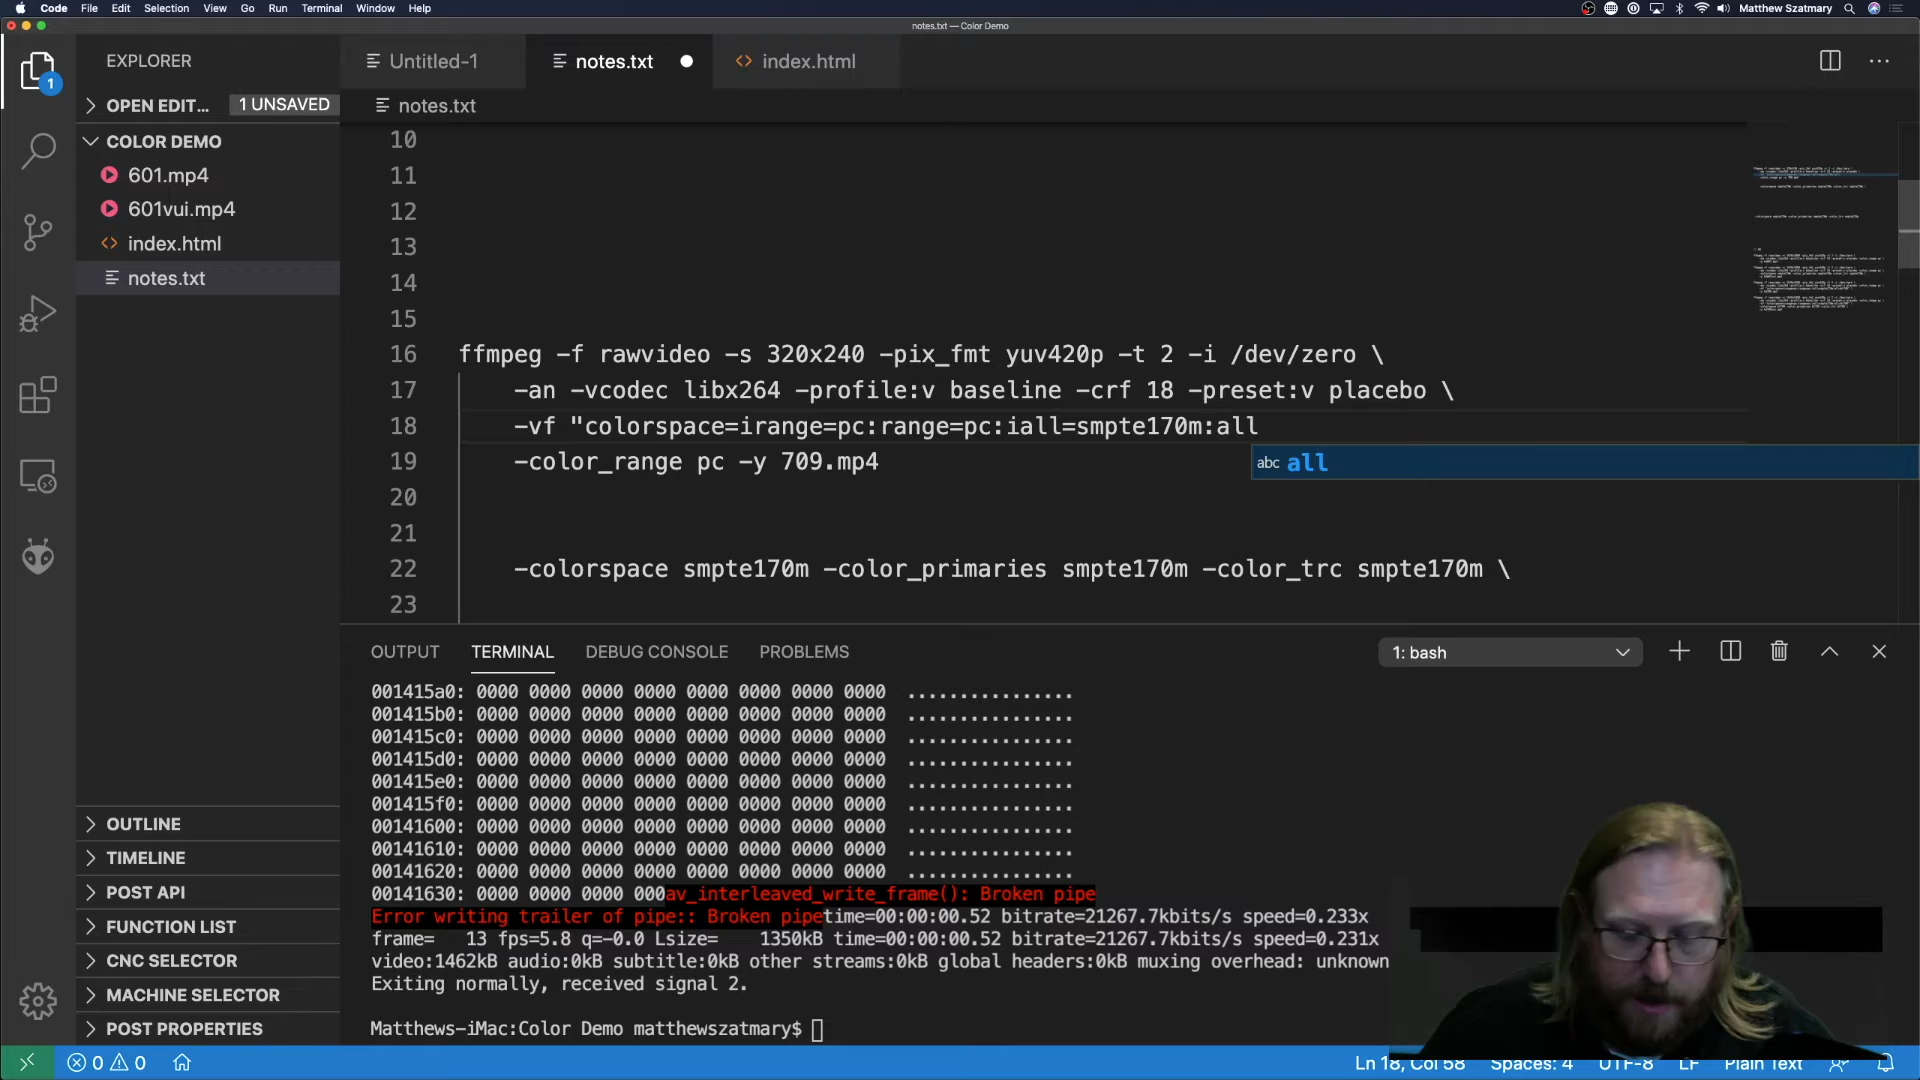 Code File Edit Selection View Go Run Terminal Window Help
Matthew Szatmary
notes.txt — Color Demo
EXPLORER
Untitled-1
notes.txt
index.html
OPEN EDIT... 1 UNSAVED
notes.txt
COLOR DEMO
601.mp4
601vui.mp4
index.html
notes.txt
10
11
12
13
14
15
16 ffmpeg -f rawvideo -s 320x240 -pix_fmt yuv420p -t 2 -i /dev/zero \
17 -an -vcodec libx264 -profile:v baseline -crf 18 -preset:v placebo \
18 -vf "colorspace=irange=pc:range=pc:iall=smpte170m:all
19 -color_range pc -y 709.mp4
abc all
20
21
22 -colorspace smpte170m -color_primaries smpte170m -color_trc smpte170m \
23
OUTPUT TERMINAL DEBUG CONSOLE PROBLEMS
1: bash
001415a0: 0000 0000 0000 0000 0000 0000 0000 0000 ................
001415b0: 0000 0000 0000 0000 0000 0000 0000 0000 ................
001415c0: 0000 0000 0000 0000 0000 0000 0000 0000 ................
001415d0: 0000 0000 0000 0000 0000 0000 0000 0000 ................
001415e0: 0000 0000 0000 0000 0000 0000 0000 0000 ................
001415f0: 0000 0000 0000 0000 0000 0000 0000 0000 ................
00141600: 0000 0000 0000 0000 0000 0000 0000 0000 ................
00141610: 0000 0000 0000 0000 0000 0000 0000 0000 ................
00141620: 0000 0000 0000 0000 0000 0000 0000 0000 ................
00141630: 0000 0000 0000 000av_interleaved_write_frame(): Broken pipe
Error writing trailer of pipe:: Broken pipetime=00:00:00.52 bitrate=21267.7kbits/s speed=0.233x
frame= 13 fps=5.8 q=-0.0 Lsize= 1350kB time=00:00:00.52 bitrate=21267.7kbits/s speed=0.231x
video:1462kB audio:0kB subtitle:0kB other streams:0kB global headers:0kB muxing overhead: unknown
Exiting normally, received signal 2.
Matthews-iMac:Color Demo matthewszatmary$
OUTLINE
TIMELINE
POST API
FUNCTION LIST
CNC SELECTOR
MACHINE SELECTOR
POST PROPERTIES
1
0 0
Ln 18, Col 58 Spaces: 4 UTF-8 LF Plain Text